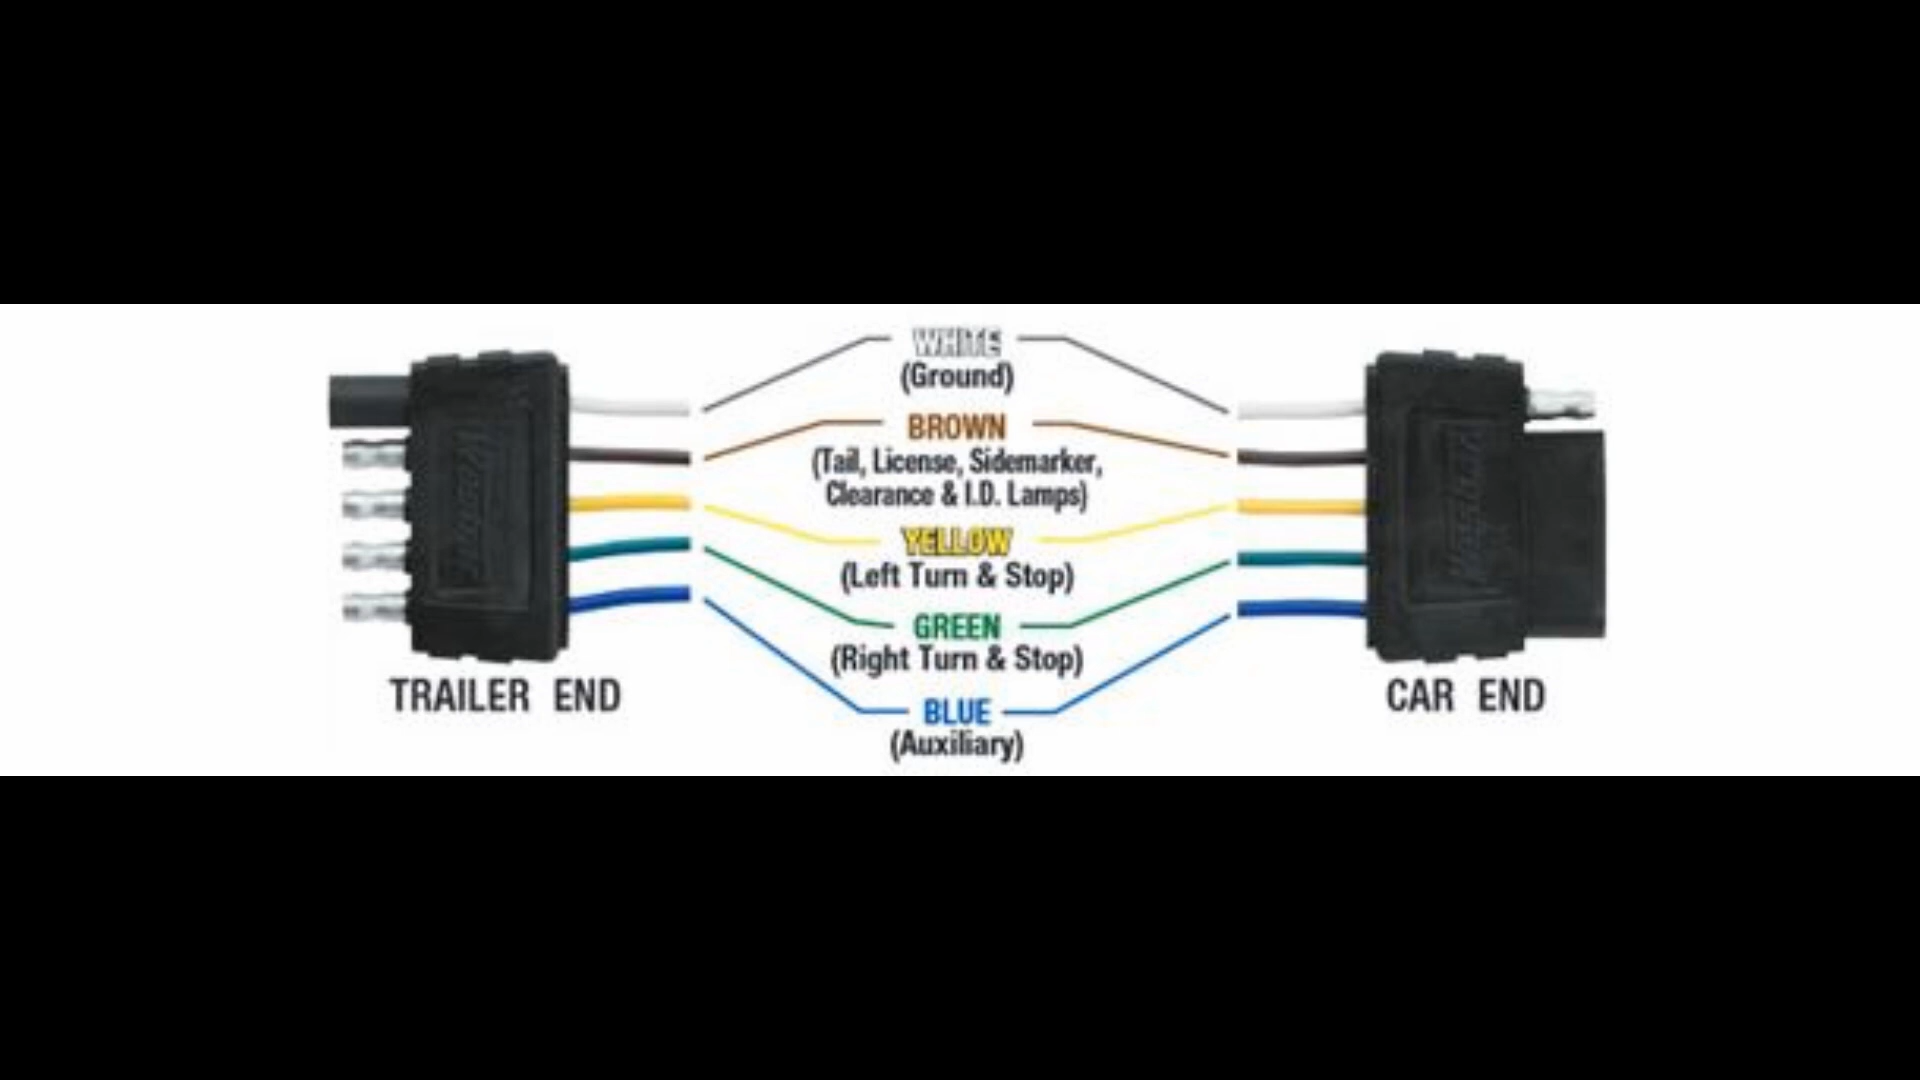 WHITE
(Ground)
BROWN
(Tail, License, Sidemarker,
Clearance & I.D. Lamps)
YELLOW
(Left Turn & Stop)
GREEN
(Right Turn & Stop)
BLUE
(Auxiliary)
TRAILER END
CAR END